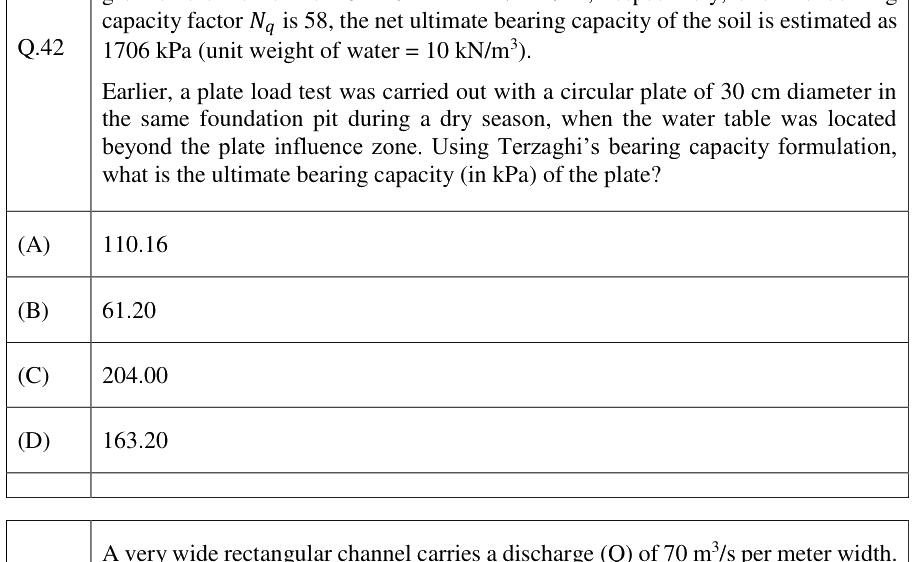 capacity factor N_q is 58, the net ultimate bearing capacity of the soil is estimated as
Q.42
1706 kPa (unit weight of water = 10 kN/m³).
Earlier, a plate load test was carried out with a circular plate of 30 cm diameter in
the same foundation pit during a dry season, when the water table was located
beyond the plate influence zone. Using Terzaghi’s bearing capacity formulation,
what is the ultimate bearing capacity (in kPa) of the plate?
(A) 110.16
(B) 61.20
(C) 204.00
(D) 163.20
A very wide rectangular channel carries a discharge (Q) of 70 m³/s per meter width.